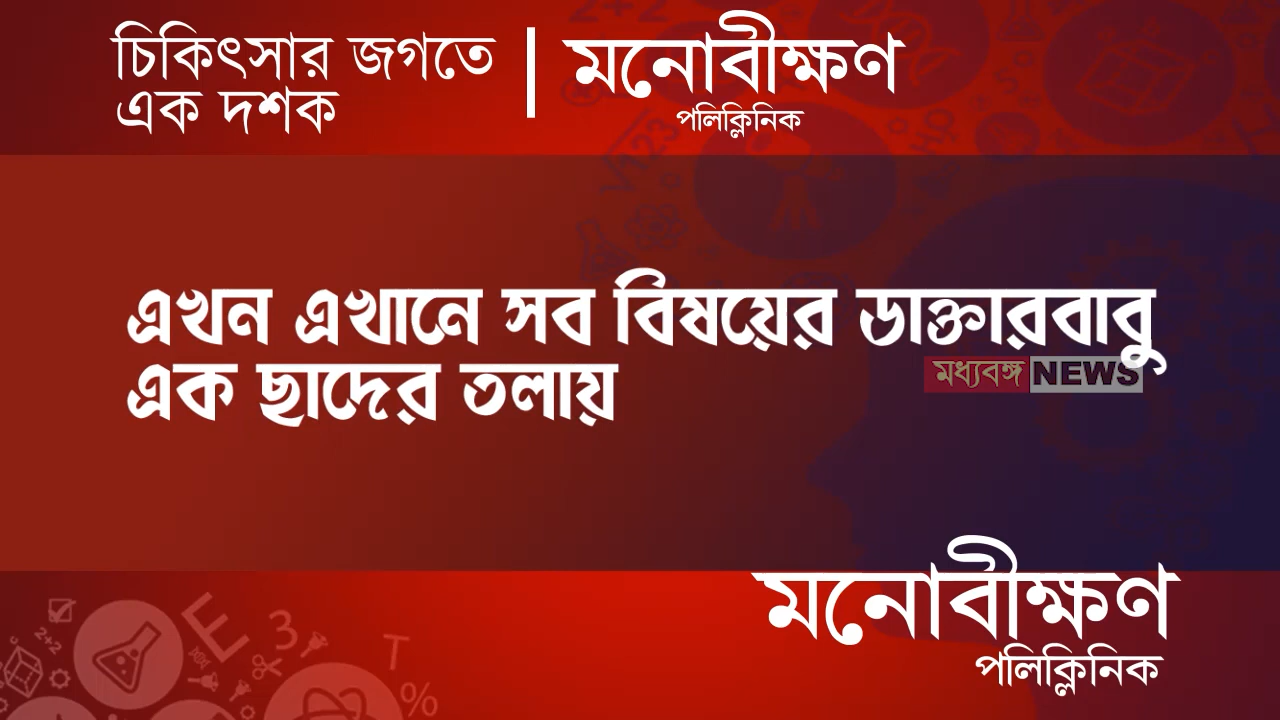 চিকিৎসার জগতে
এক দশক
মনোবীক্ষণ
পলিক্লিনিক
এখন এখানে সব বিষয়ের ডাক্তারবাবু
এক ছাদের তলায়
মধ্যবঙ্গ NEWS
মনোবীক্ষণ
পলিক্লিনিক